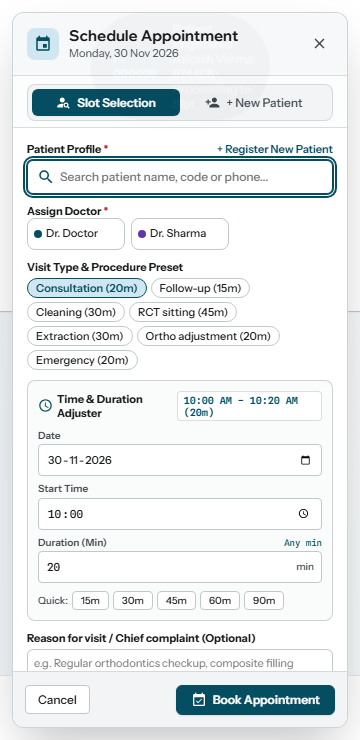 Schedule Appointment
Monday, 30 Nov 2026
Slot Selection
+ New Patient
Patient Profile *
+ Register New Patient
Search patient name, code or phone...
Assign Doctor *
Dr. Doctor
Dr. Sharma
Visit Type & Procedure Preset
Consultation (20m)
Follow-up (15m)
Cleaning (30m)
RCT sitting (45m)
Extraction (30m)
Ortho adjustment (20m)
Emergency (20m)
Time & Duration
Adjuster
10:00 AM – 10:20 AM
(20m)
Date
30-11-2026
Start Time
10:00
Duration (Min)
Any min
20
min
Quick:
15m
30m
45m
60m
90m
Reason for visit / Chief complaint (Optional)
e.g. Regular orthodontics checkup, composite filling
Cancel
Book Appointment